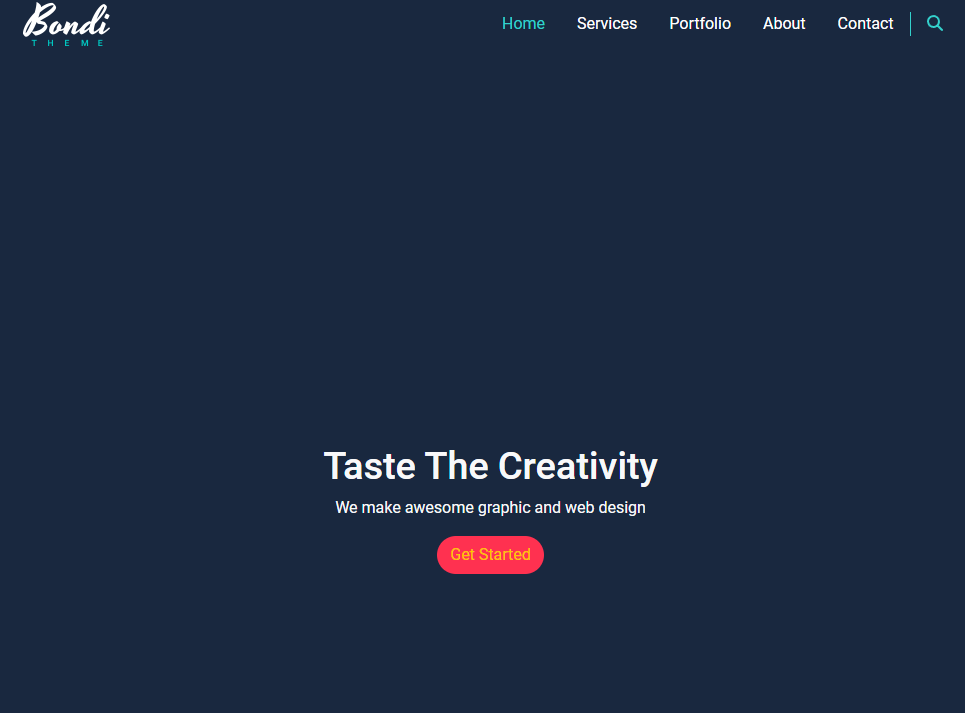 Bondi
THEME
Home Services Portfolio About Contact
Taste The Creativity
We make awesome graphic and web design
Get Started